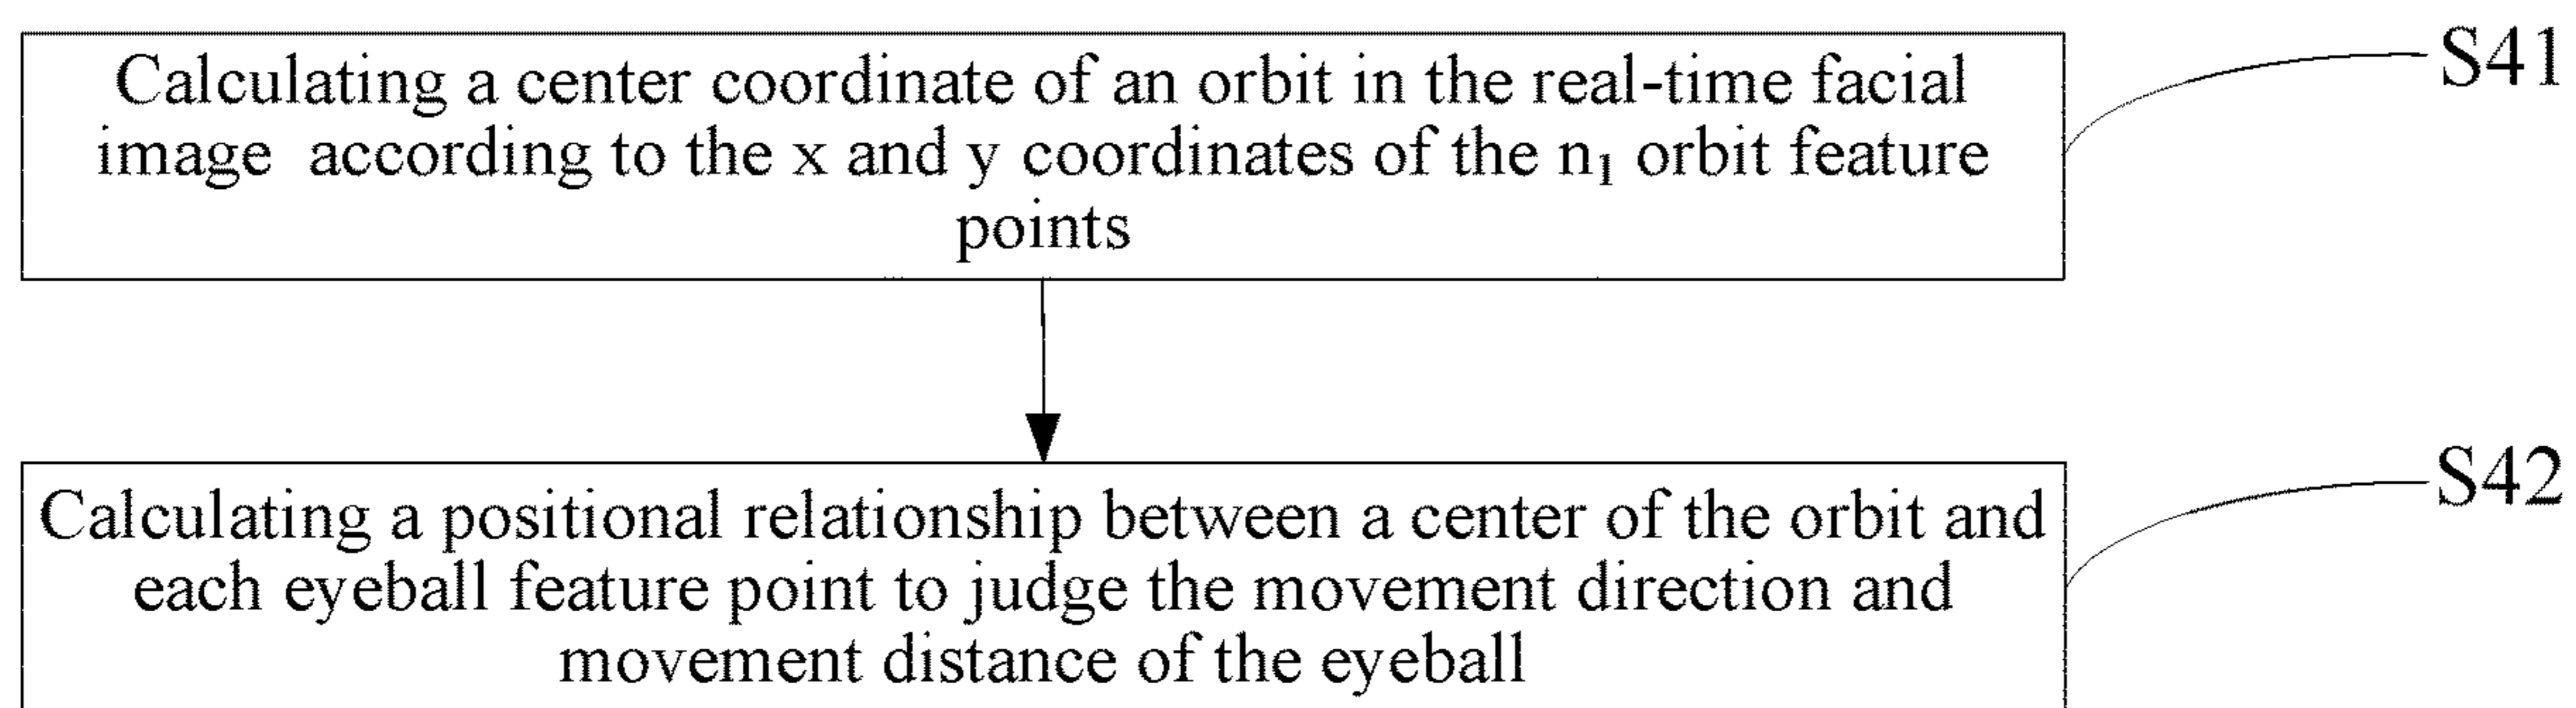 Calculating a center coordinate of an orbit in the real-time facial
image according to the x and y coordinates of the n₁ orbit feature
points
S41
Calculating a positional relationship between a center of the orbit and
each eyeball feature point to judge the movement direction and
movement distance of the eyeball
S42